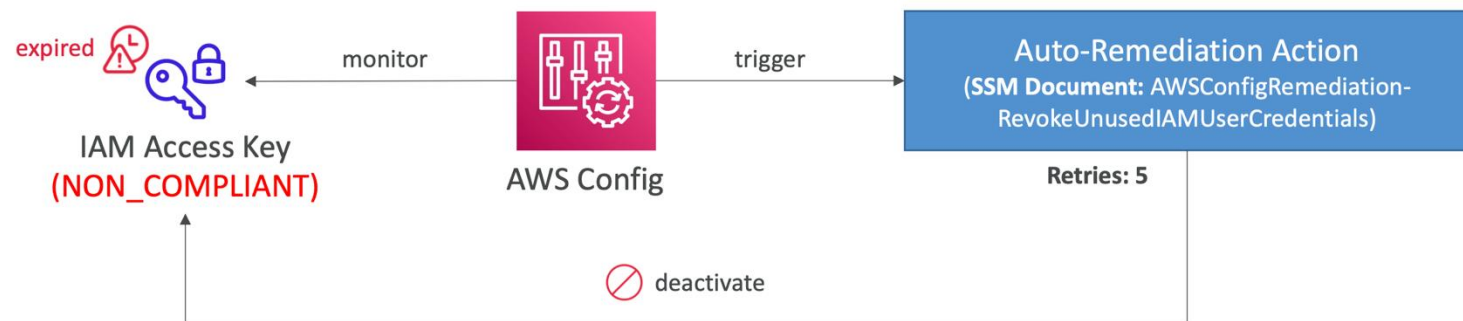 expired
monitor
trigger
Auto-Remediation Action
(SSM Document: AWSConfigRemediation-
RevokeUnusedIAMUserCredentials)
IAM Access Key
(NON_COMPLIANT)
AWS Config
Retries: 5
deactivate